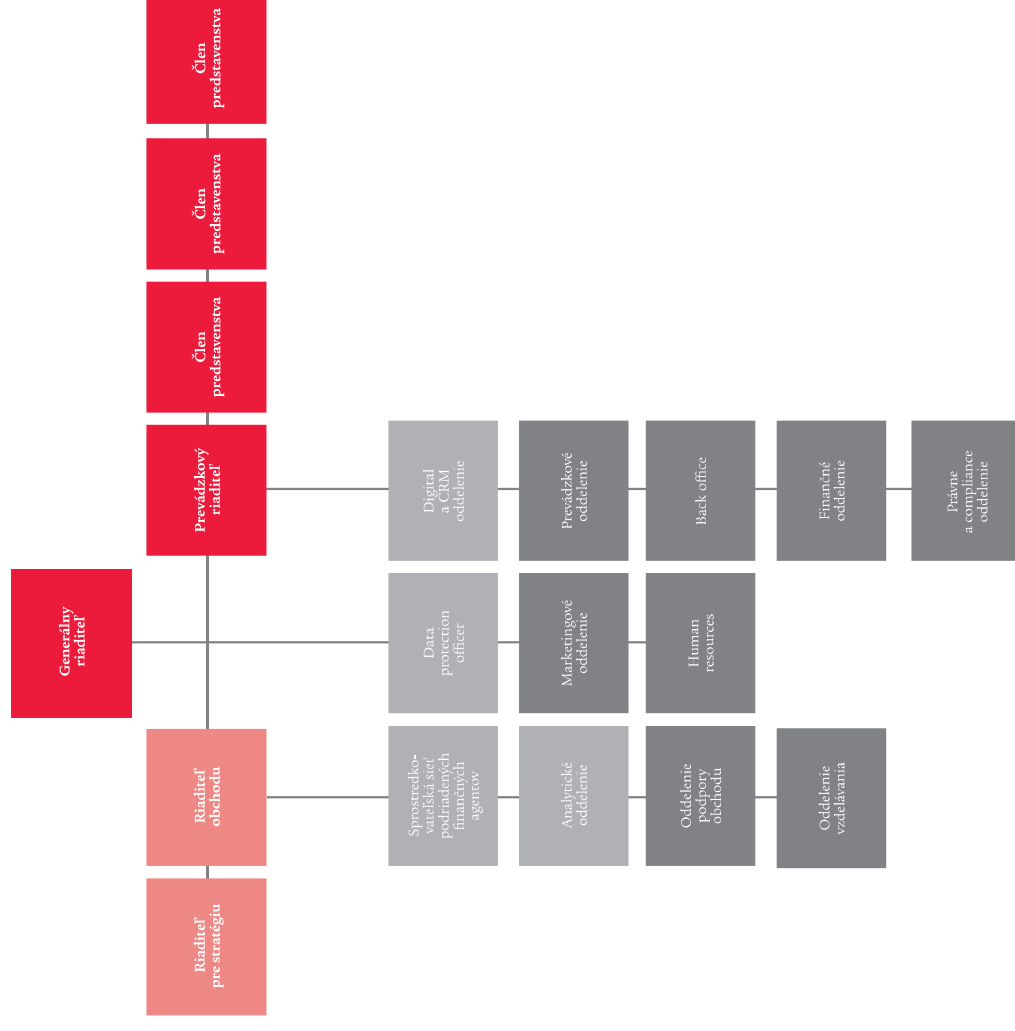 Generálny
riaditeľ
Riaditeľ
pre stratégiu
Riaditeľ
obchodu
Prevádzkový
riaditeľ
Člen
predstavenstva
Člen
predstavenstva
Člen
predstavenstva
Sprostredko-
vateľská sieť
podriadených
finančných
agentov
Data
protection
officer
Digital
a CRM
oddelenie
Analytické
oddelenie
Marketingové
oddelenie
Prevádzkové
oddelenie
Oddelenie
podpory
obchodu
Human
resources
Back office
Oddelenie
vzdelávania
Finančné
oddelenie
Právne
a compliance
oddelenie